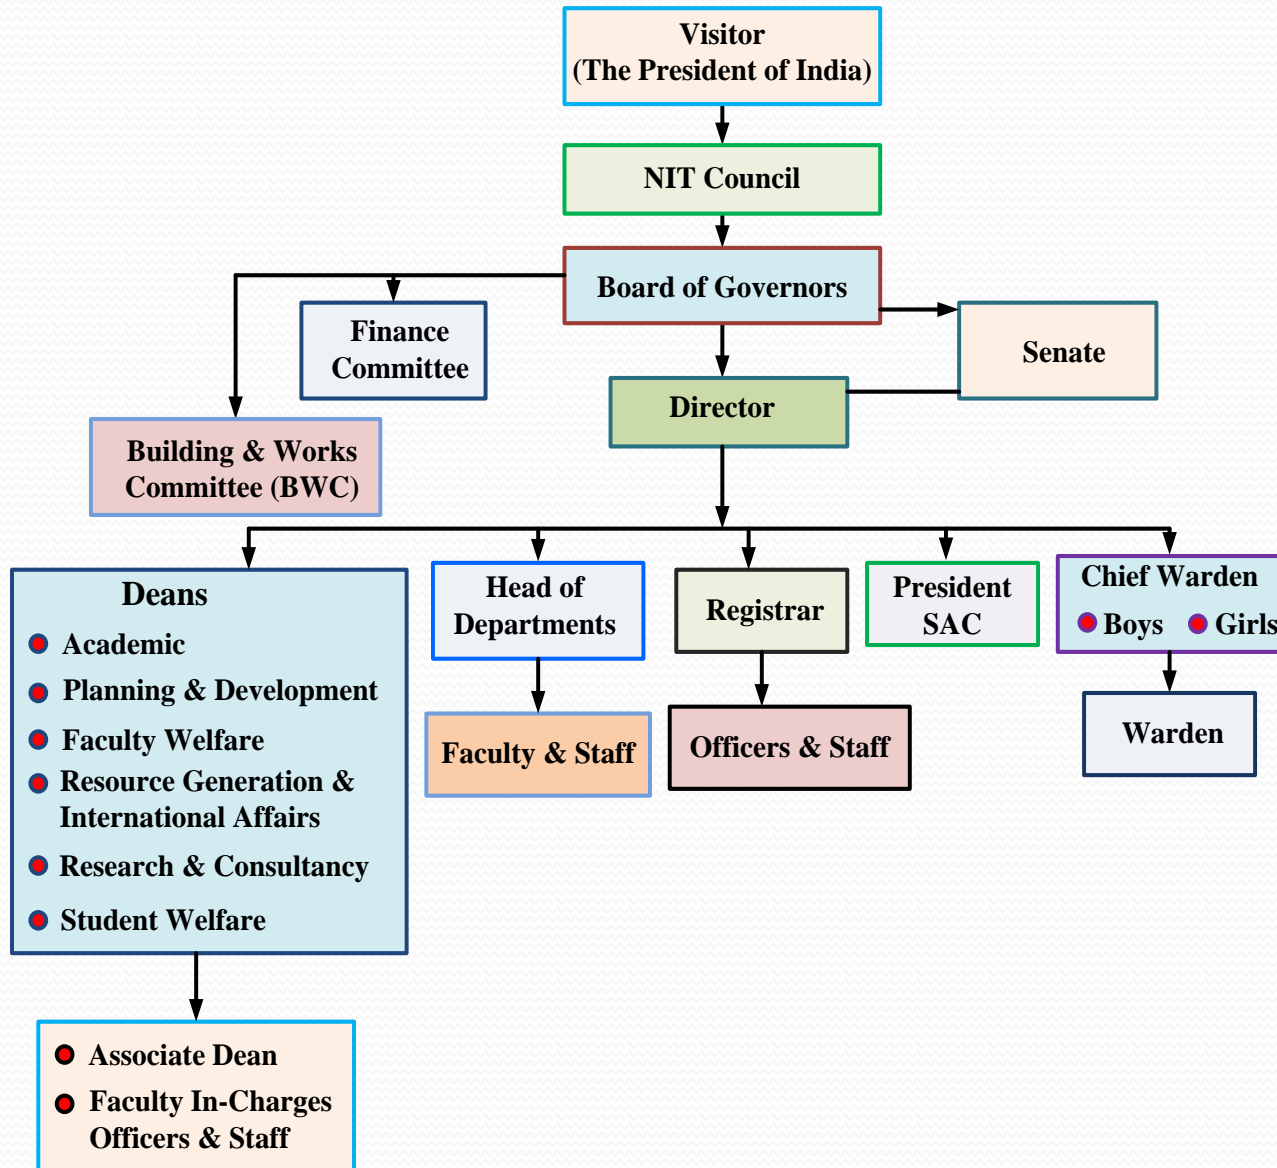 Visitor
(The President of India)
NIT Council
Board of Governors
Finance
Committee
Senate
Director
Building & Works
Committee (BWC)
Deans
Academic
Planning & Development
Faculty Welfare
Resource Generation &
International Affairs
Research & Consultancy
Student Welfare
Head of
Departments
Registrar
President
SAC
Chief Warden
Boys
Girls
Faculty & Staff
Officers & Staff
Warden
Associate Dean
Faculty In-Charges
Officers & Staff